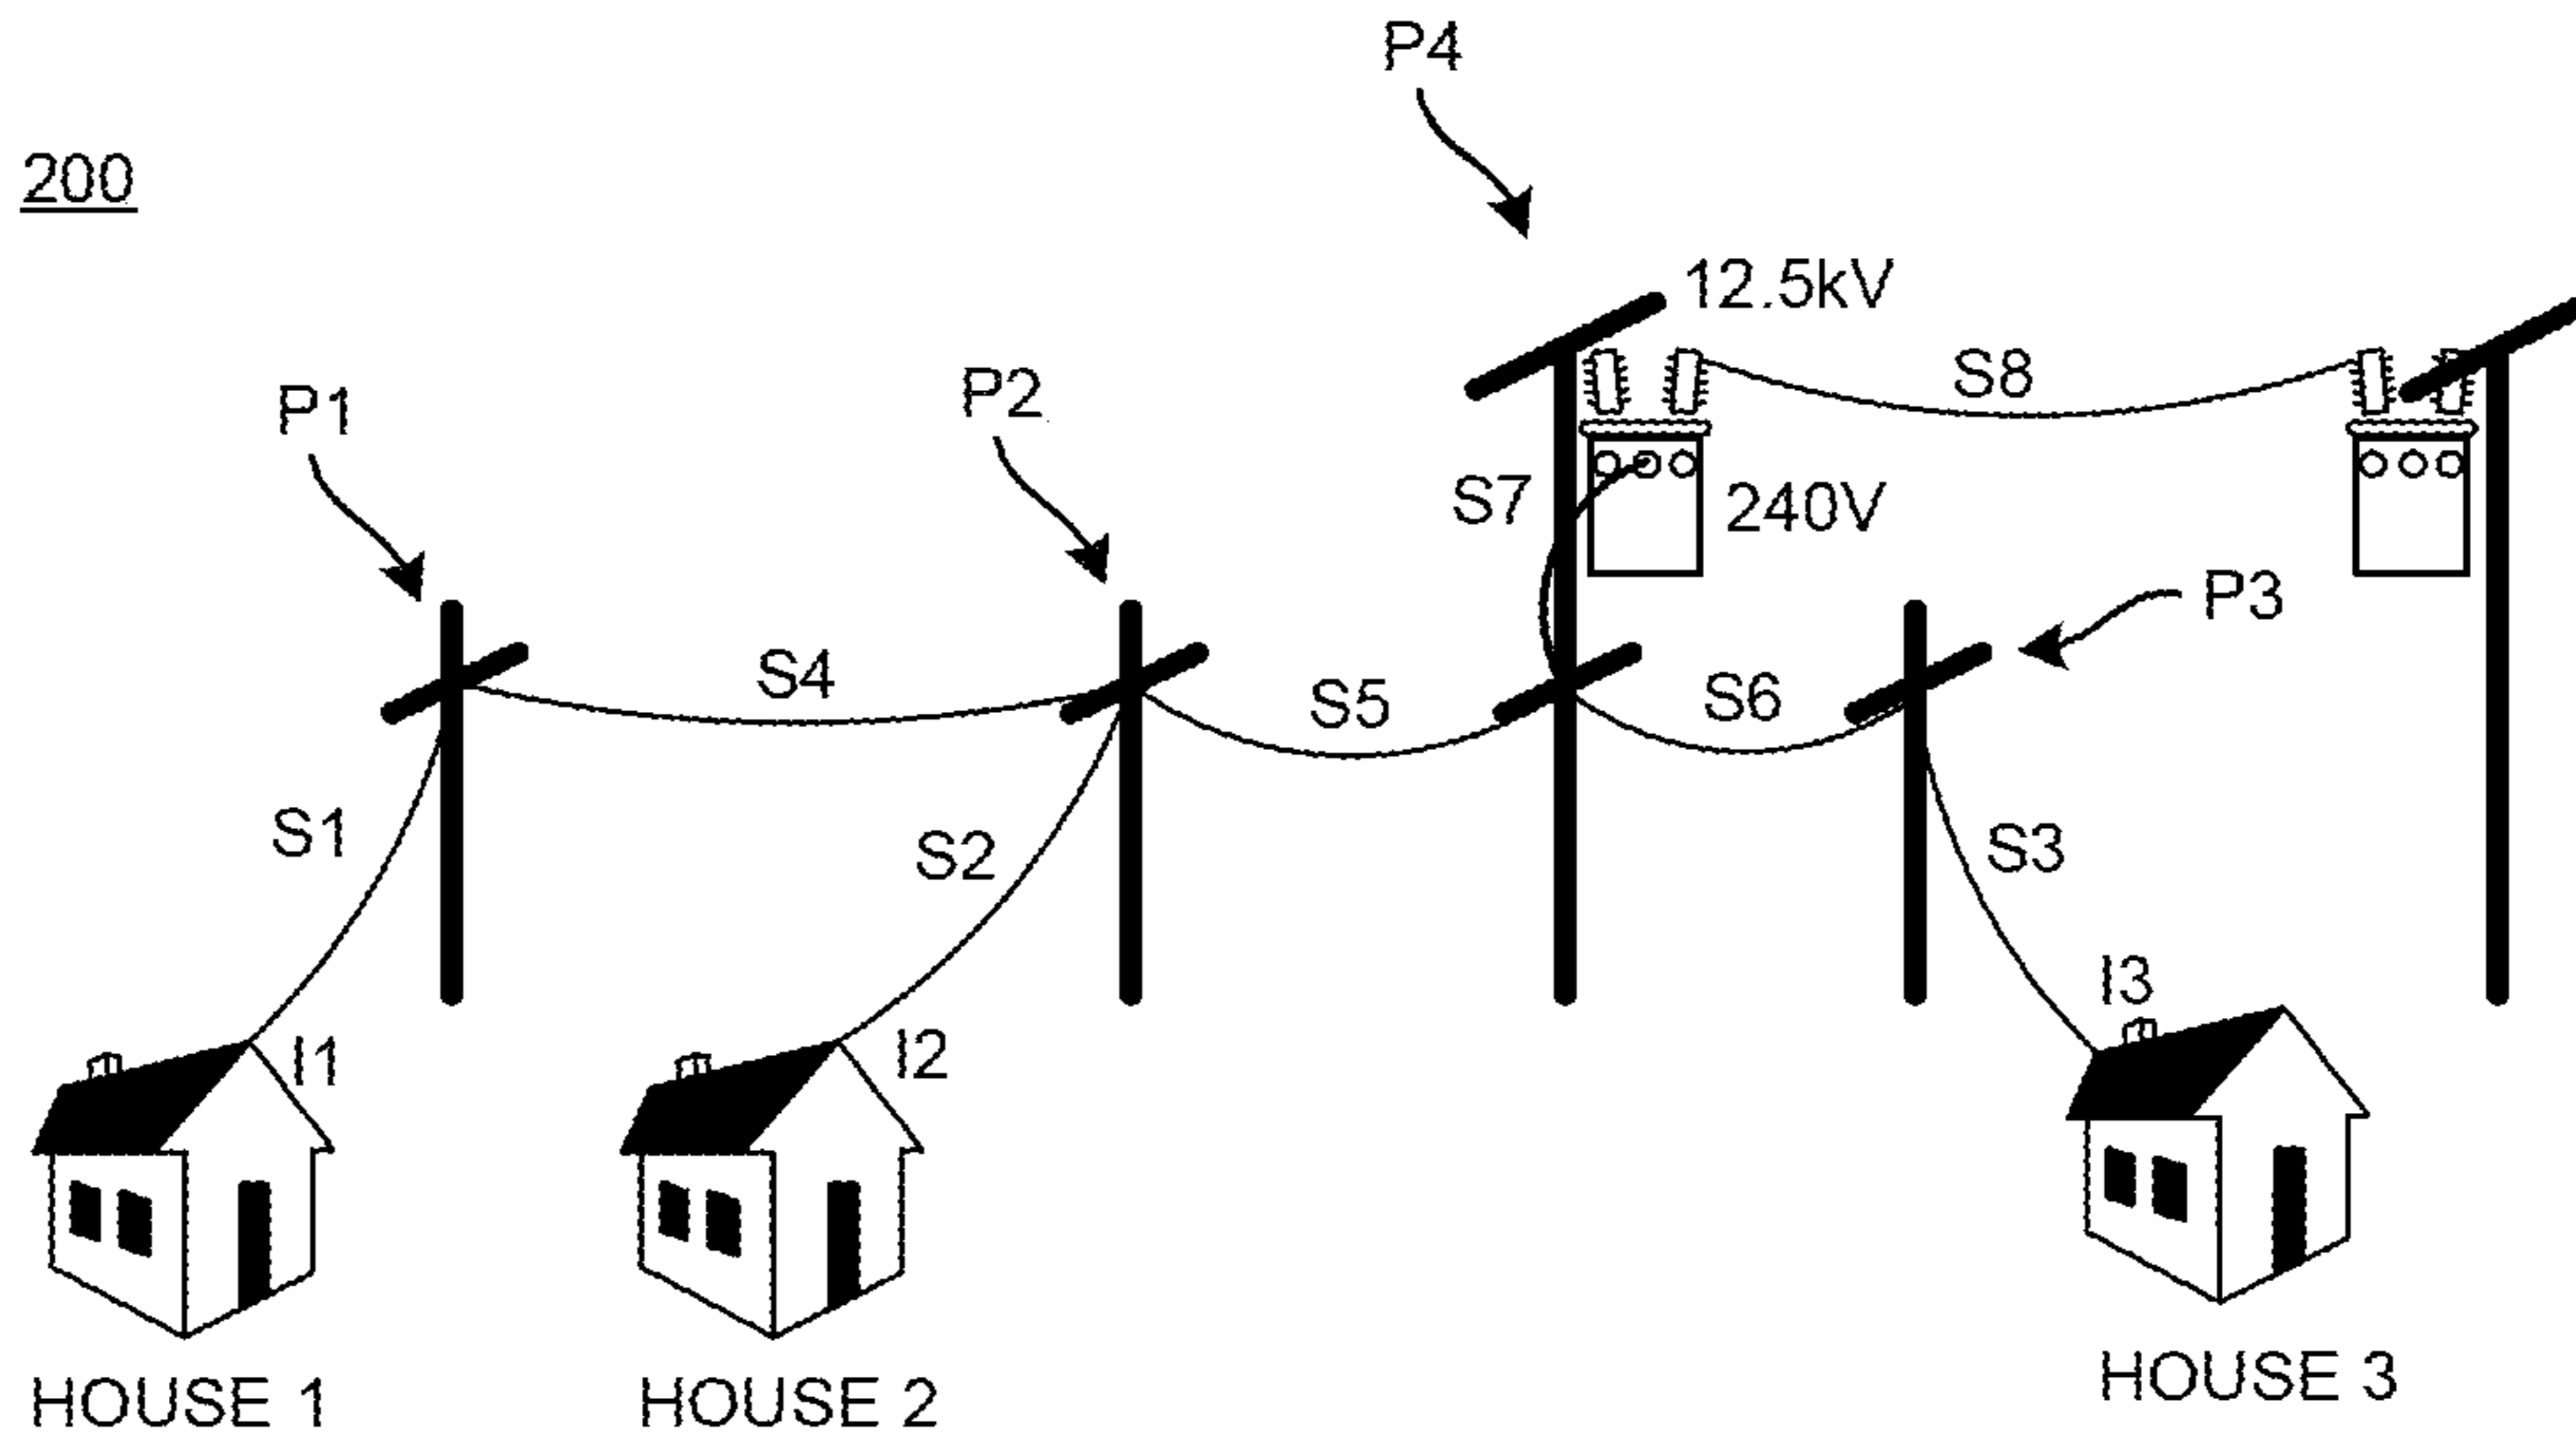 P4
200
12.5kV
P1
P2
S8
S7
240V
P3
S4
S5
S6
S1
S2
S3
I3
I1
I2
HOUSE 1
HOUSE 2
HOUSE 3